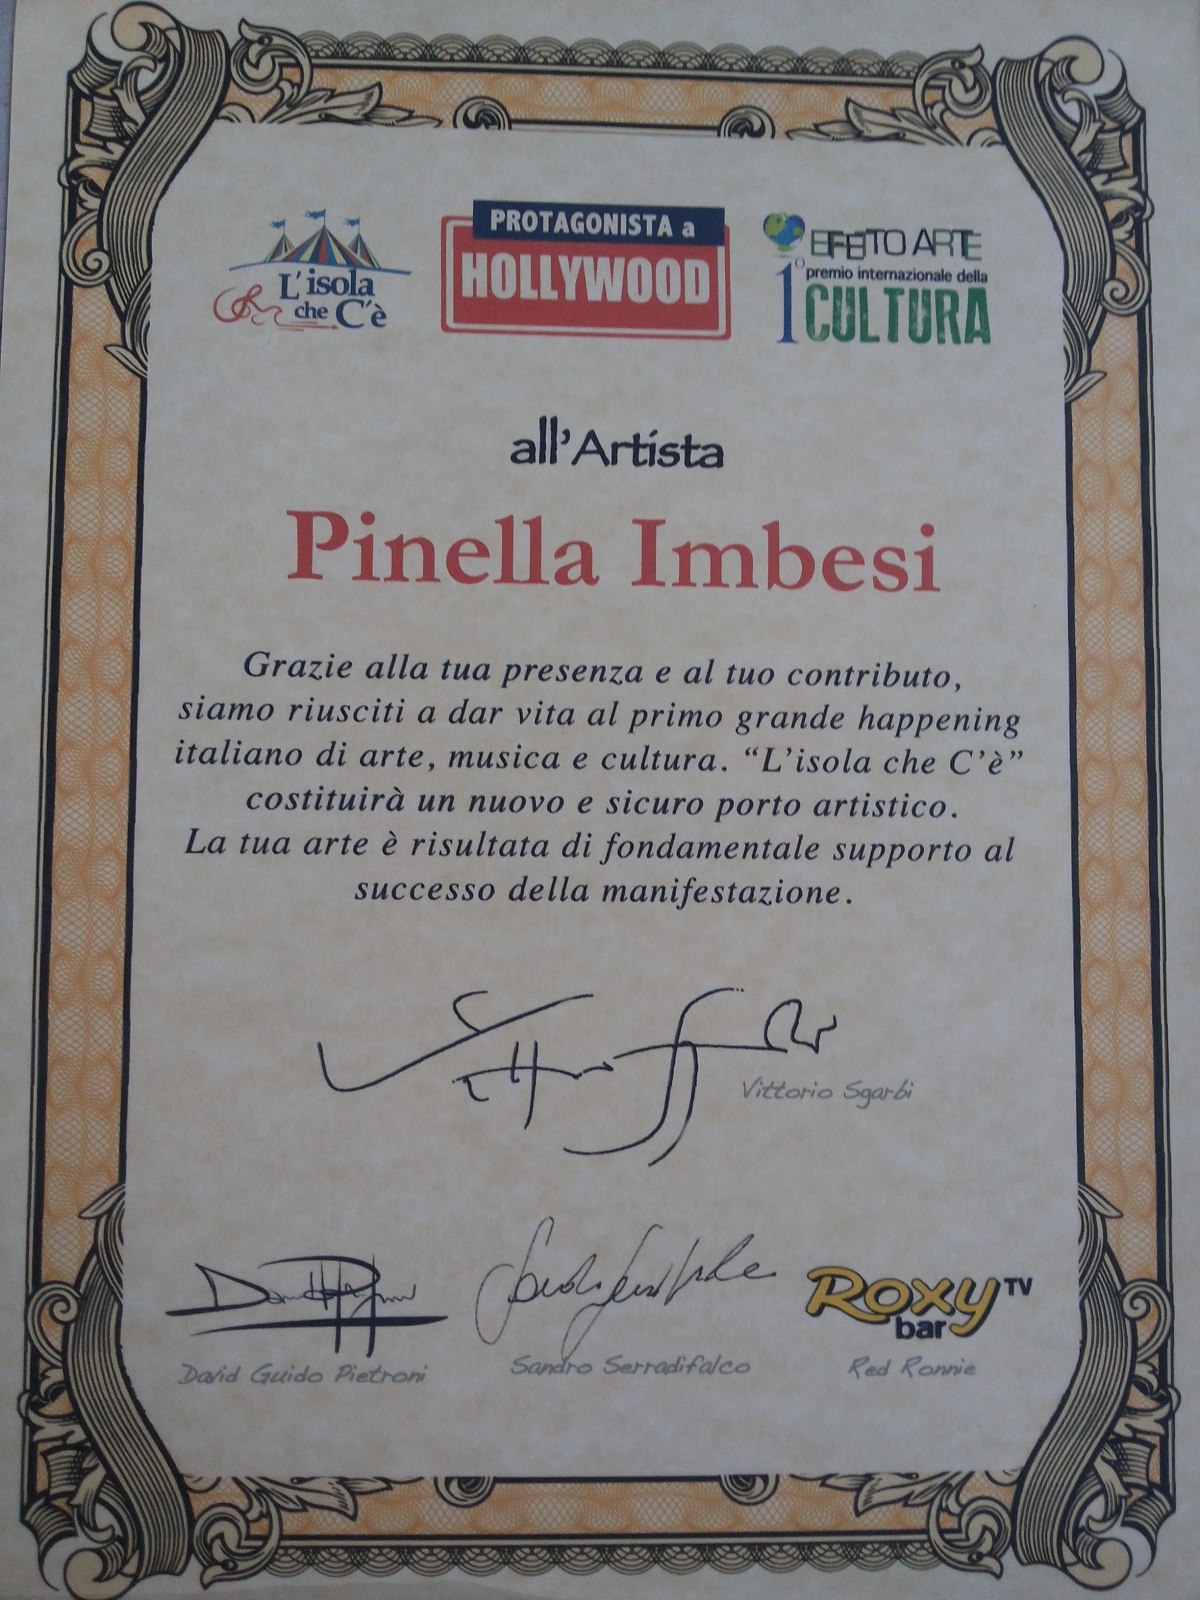 L'isola
che C'è
PROTAGONISTA a
HOLLYWOOD
EFFETTO ARTE
1° premio internazionale della
CULTURA
all'Artista
Pinella Imbesi
Grazie alla tua presenza e al tuo contributo,
siamo riusciti a dar vita al primo grande happening
italiano di arte, musica e cultura. “L'isola che C'è”
costituirà un nuovo e sicuro porto artistico.
La tua arte è risultata di fondamentale supporto al
successo della manifestazione.
Vittorio Sgarbi
Roxy TV
bar
David Guido Pietroni
Sandro Serradifalco
Red Ronnie